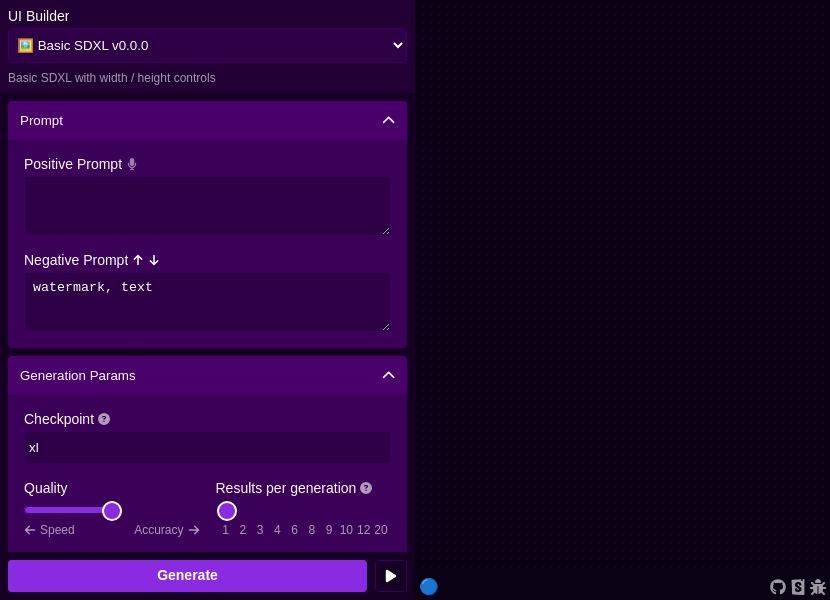 UI Builder
Basic SDXL v0.0.0
Basic SDXL with width / height controls
Prompt
Positive Prompt
Negative Prompt
watermark, text
Generation Params
Checkpoint
xl
Quality
Results per generation
Speed
Accuracy
1 2 3 4 6 8 9 10 12 20
Generate